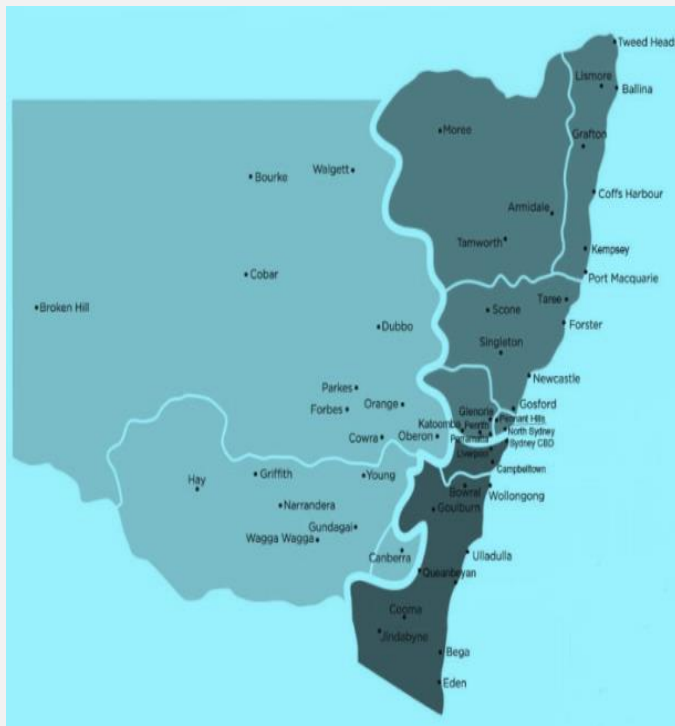 Tweed Head
Lismore
Ballina
Moree
Grafton
Walgett
Bourke
Coffs Harbour
Armidale
Tamworth
Kempsey
Port Macquarie
Cobar
Taree
Broken Hill
Scone
Forster
Dubbo
Singleton
Newcastle
Parkes
Orange
Forbes
Gosford
Glenorie
Pennant Hills
Katoomba
Penrith
North Sydney
Cowra
Oberon
Parramatta
Sydney CBD
Liverpool
Campbelltown
Griffith
Young
Hay
Bowral
Wollongong
Narrandera
Goulburn
Gundagai
Wagga Wagga
Canberra
Ulladulla
Queanbeyan
Cooma
Jindabyne
Bega
Eden